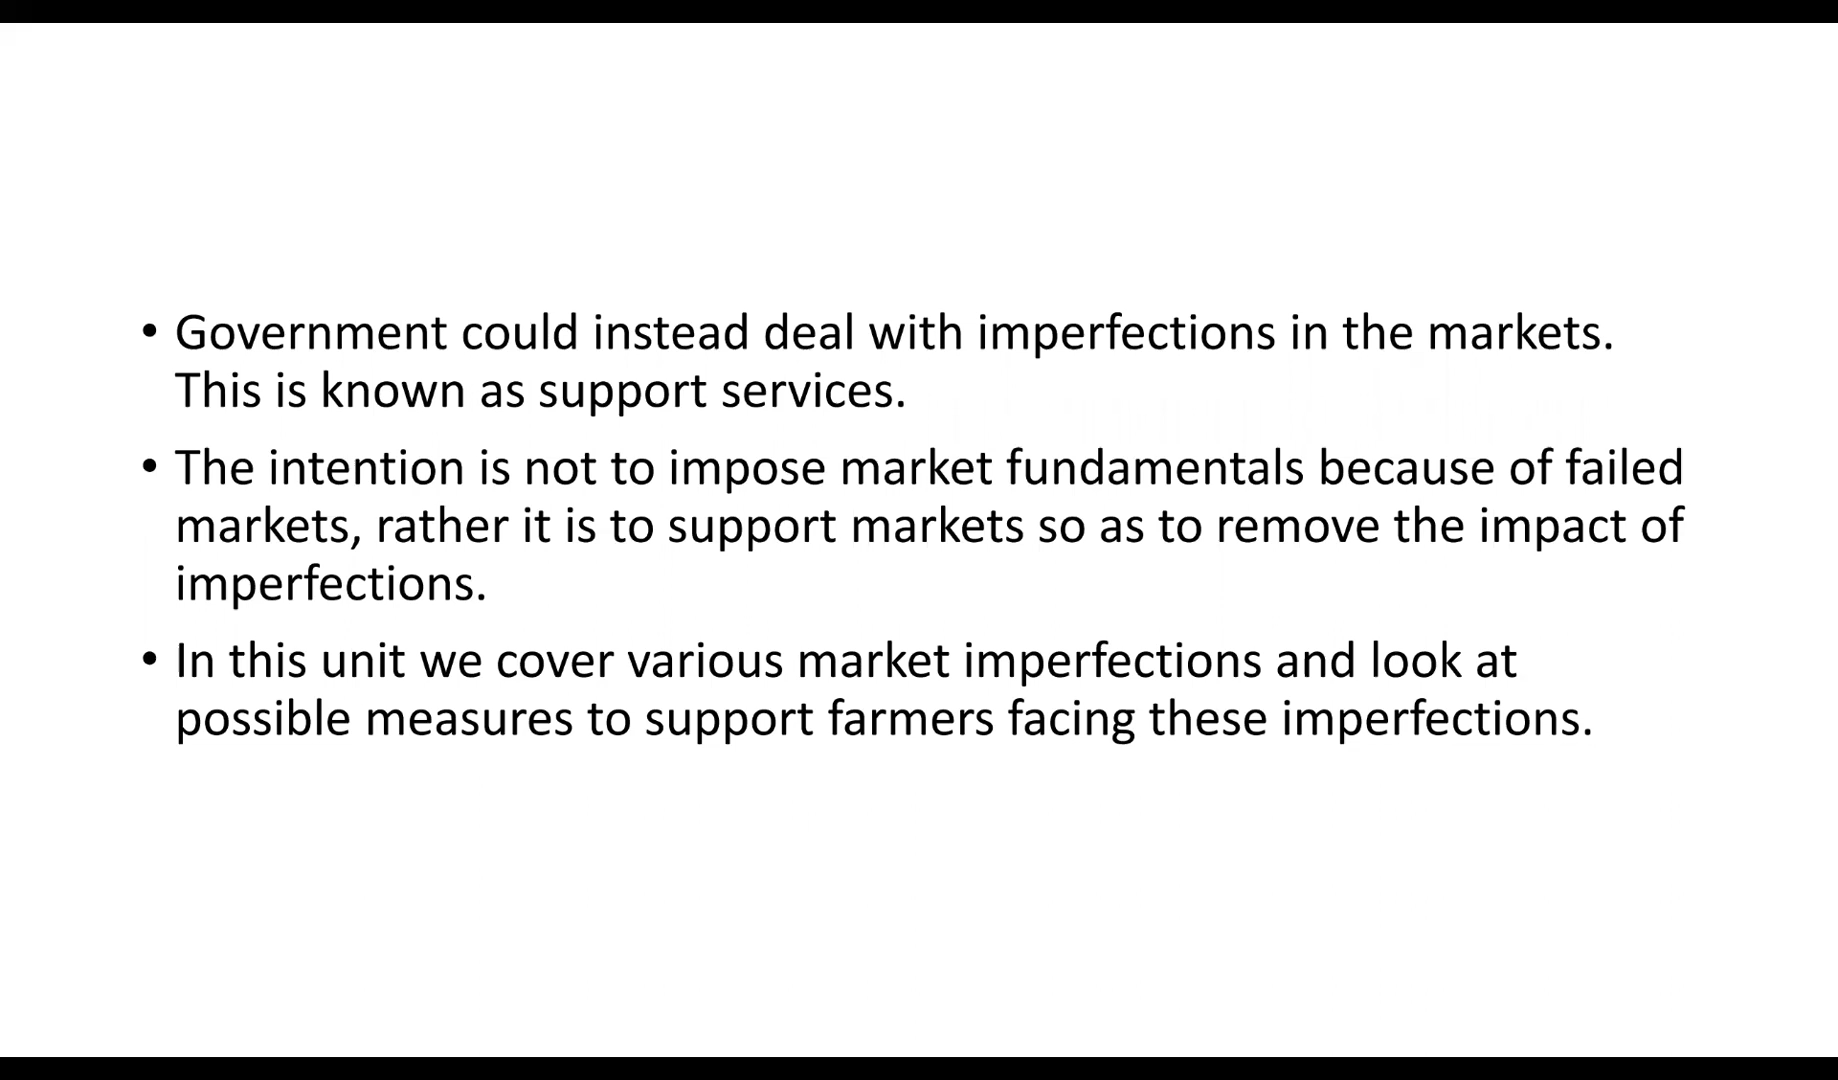 • Government could instead deal with imperfections in the markets.
This is known as support services.
• The intention is not to impose market fundamentals because of failed
markets, rather it is to support markets so as to remove the impact of
imperfections.
• In this unit we cover various market imperfections and look at
possible measures to support farmers facing these imperfections.